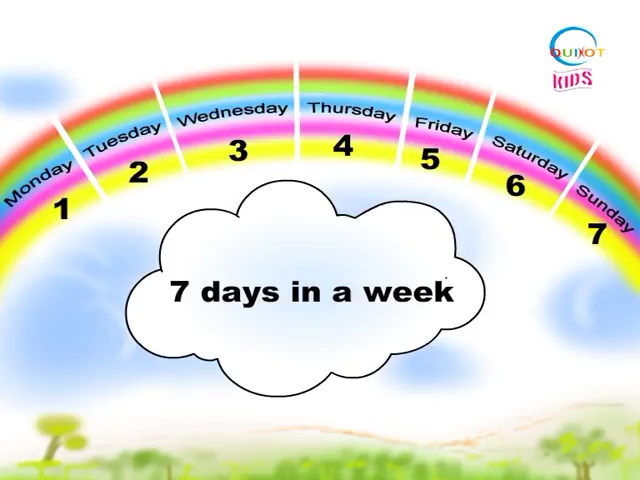 QUIXOT
KIDS
Monday Tuesday Wednesday Thursday Friday Saturday Sunday
1 2 3 4 5 6 7
7 days in a week